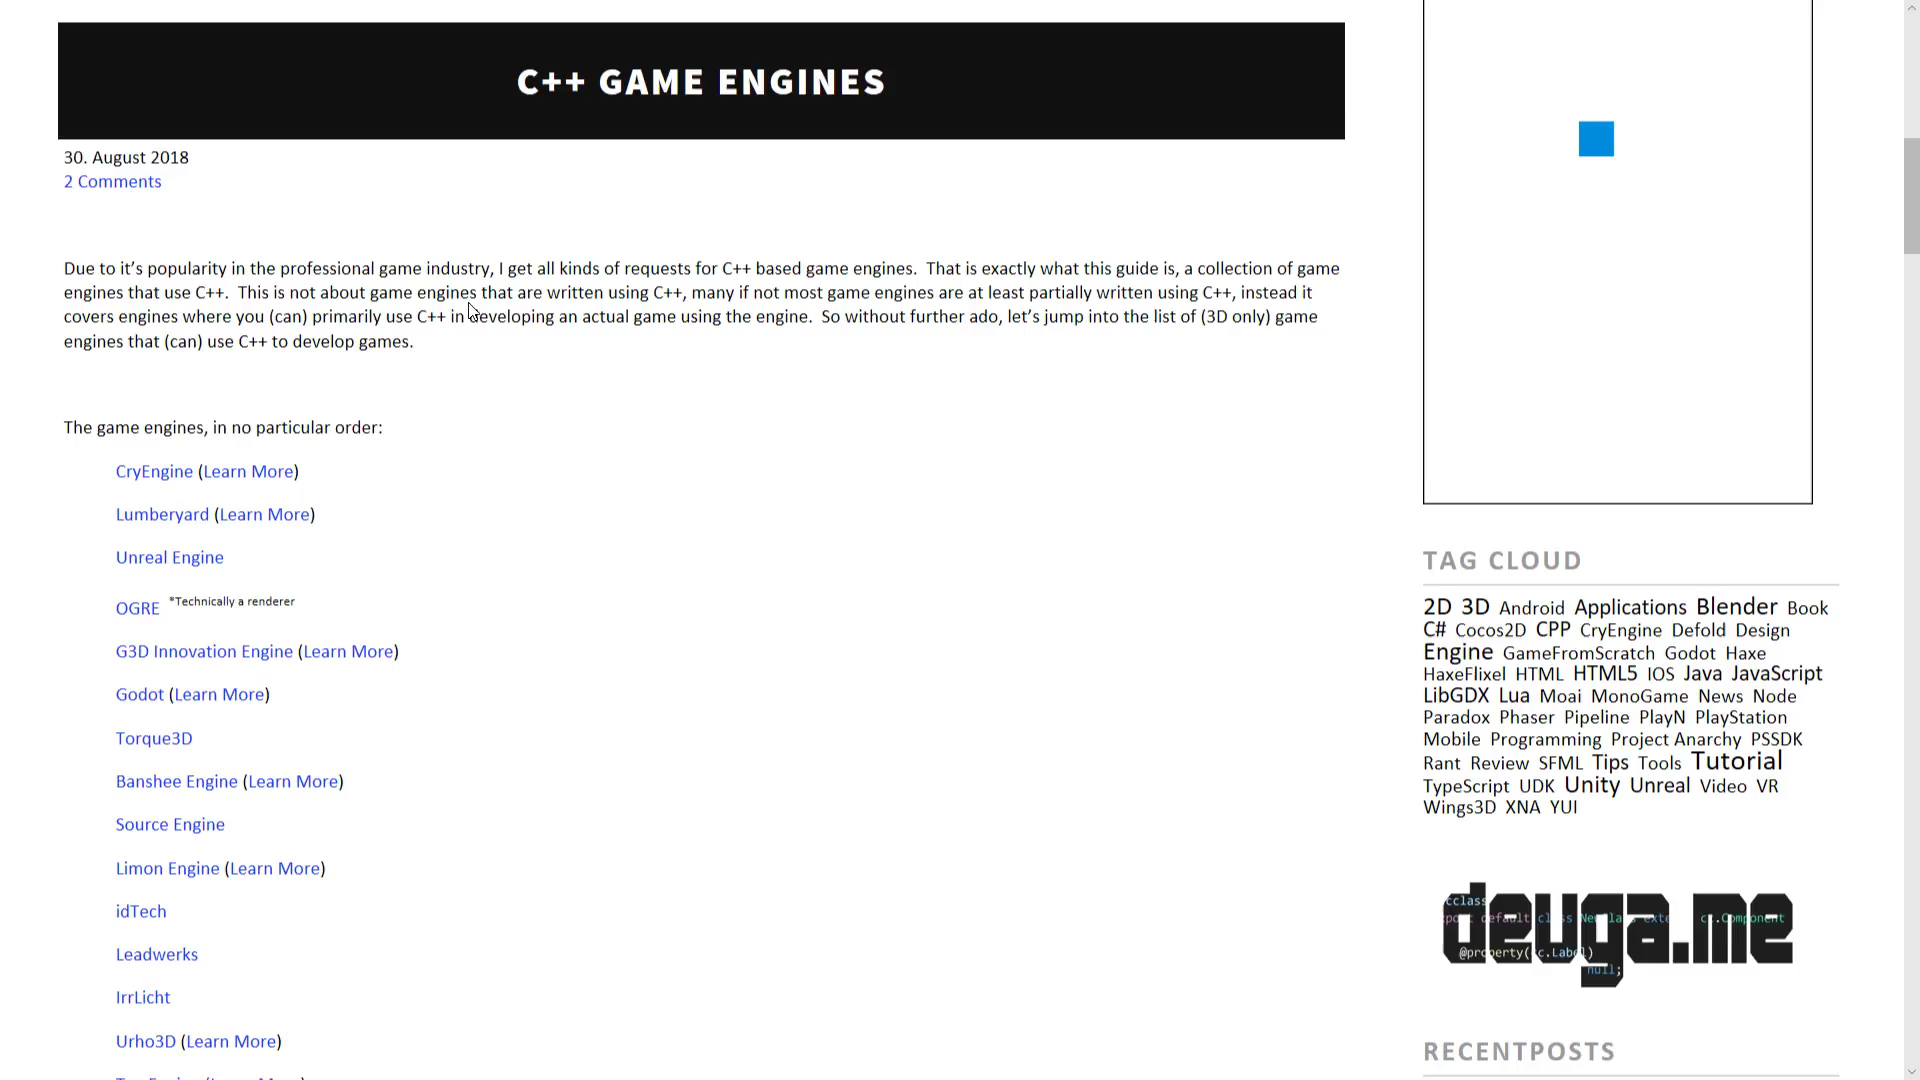 C++ GAME ENGINES
30. August 2018
2 Comments
Due to it’s popularity in the professional game industry, I get all kinds of requests for C++ based game engines.  That is exactly what this guide is, a collection of game
engines that use C++.  This is not about game engines that are written using C++, many if not most game engines are at least partially written using C++, instead it
covers engines where you (can) primarily use C++ in developing an actual game using the engine.  So without further ado, let’s jump into the list of (3D only) game
engines that (can) use C++ to develop games.
The game engines, in no particular order:
CryEngine (Learn More)
Lumberyard (Learn More)
Unreal Engine
OGRE *Technically a renderer
G3D Innovation Engine (Learn More)
Godot (Learn More)
Torque3D
Banshee Engine (Learn More)
Source Engine
Limon Engine (Learn More)
idTech
Leadwerks
IrrLicht
Urho3D (Learn More)
TAG CLOUD
2D 3D Android Applications Blender Book
C# Cocos2D CPP CryEngine Defold Design
Engine GameFromScratch Godot Haxe
HaxeFlixel HTML HTML5 IOS Java JavaScript
LibGDX Lua Moai MonoGame News Node
Paradox Phaser Pipeline PlayN PlayStation
Mobile Programming Project Anarchy PSSDK
Rant Review SFML Tips Tools Tutorial
TypeScript UDK Unity Unreal Video VR
Wings3D XNA YUI
devga.me
RECENTPOSTS